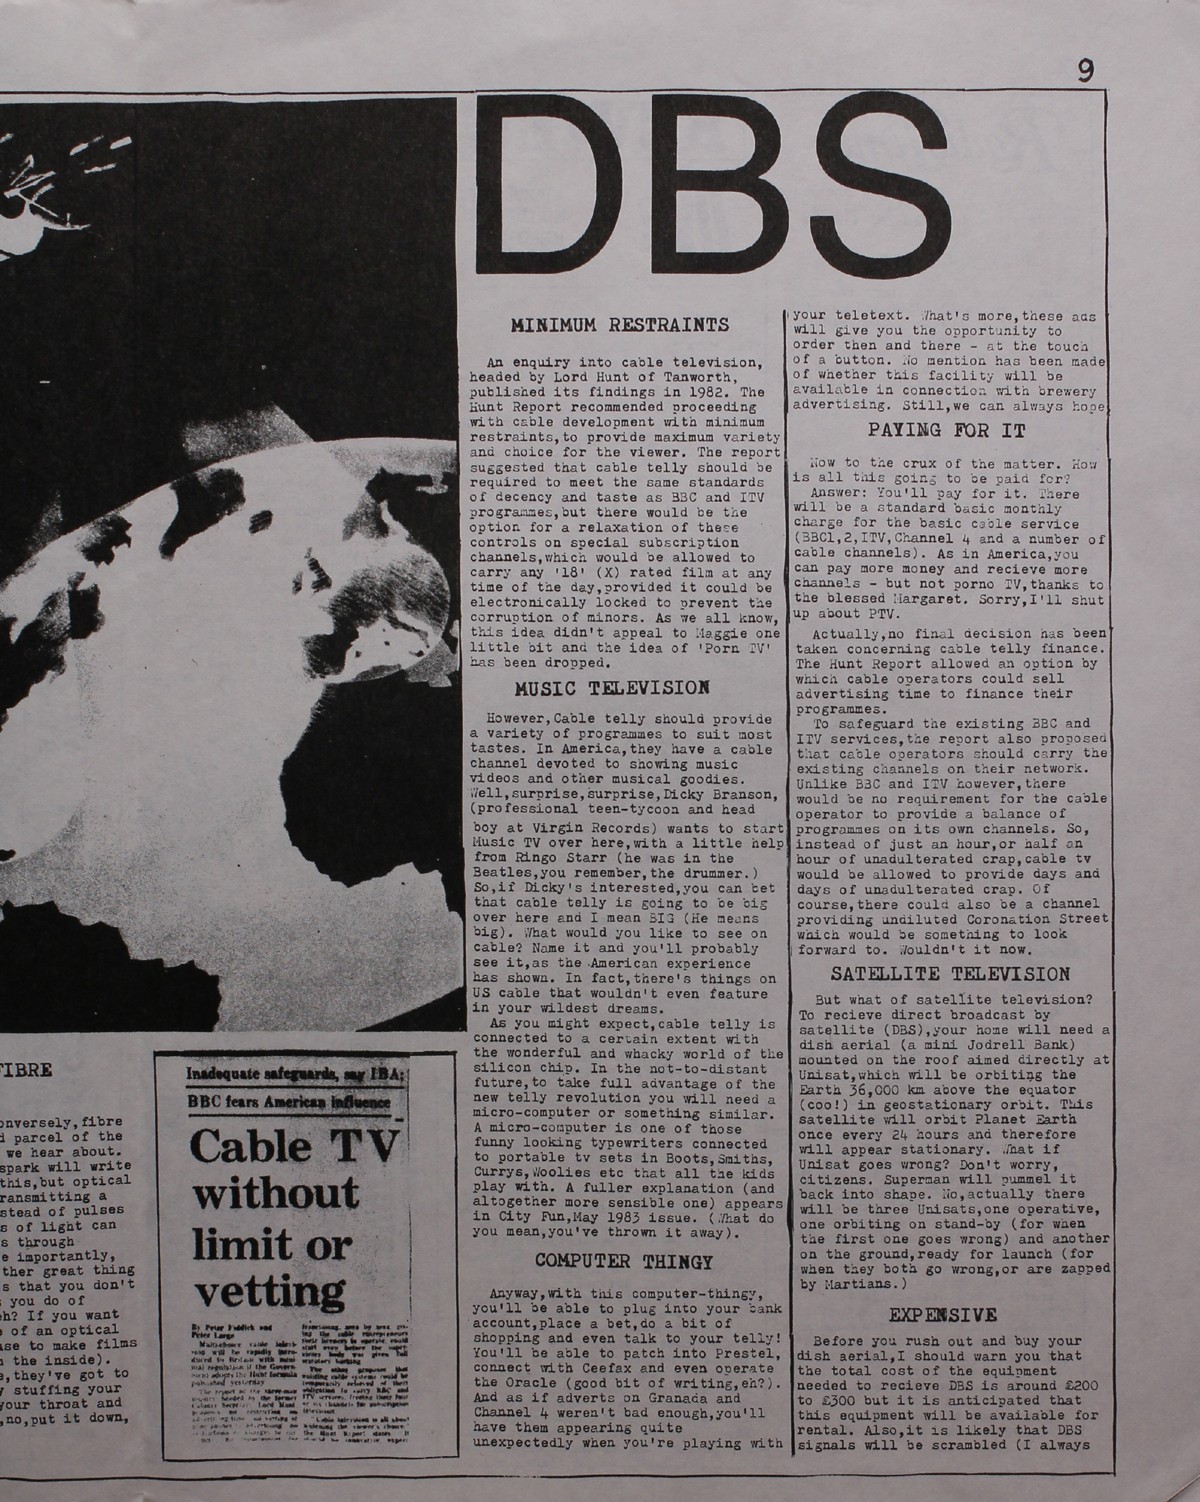 9
DBS
MINIMUM RESTRAINTS
An enquiry into cable television,
headed by Lord Hunt of Tanworth,
published its findings in 1982. The
Hunt Report recommended proceeding
with cable development with minimum
restraints,to provide maximum variety
and choice for the viewer. The report
suggested that cable telly should be
required to meet the same standards
of decency and taste as BBC and ITV
programmes,but there would be the
option for a relaxation of these
controls on special subscription
channels,which would be allowed to
carry any '18' (X) rated film at any
time of the day,provided it could be
electronically locked to prevent the
corruption of minors. As we all know,
this idea didn't appeal to Maggie one
little bit and the idea of 'Porn TV'
has been dropped.
MUSIC TELEVISION
However,Cable telly should provide
a variety of programmes to suit most
tastes. In America,they have a cable
channel devoted to showing music
videos and other musical goodies.
Well,surprise,surprise,Dicky Branson,
(professional teen-tycoon and head
boy at Virgin Records) wants to start
Music TV over here,with a little help
from Ringo Starr (he was in the
Beatles,you remember,the drummer.)
So,if Dicky's interested,you can bet
that cable telly is going to be big
over here and I mean BIG (He means
big). What would you like to see on
cable? Name it and you'll probably
see it,as the American experience
has shown. In fact,there's things on
US cable that wouldn't even feature
in your wildest dreams.
As you might expect,cable telly is
connected to a certain extent with
the wonderful and whacky world of the
silicon chip. In the not-to-distant
future,to take full advantage of the
new telly revolution you will need a
micro-computer or something similar.
A micro-computer is one of those
funny looking typewriters connected
to portable tv sets in Boots,Smiths,
Currys,Woolies etc that all the kids
play with. A fuller explanation (and
altogether more sensible one) appears
in City Fun,May 1983 issue. (What do
you mean,you've thrown it away).
COMPUTER THINGY
Anyway,with this computer-thingy,
you'll be able to plug into your bank
account,place a bet,do a bit of
shopping and even talk to your telly!
You'll be able to patch into Prestel,
connect with Ceefax and even operate
the Oracle (good bit of writing,eh?).
And as if adverts on Granada and
Channel 4 weren't bad enough,you'll
have them appearing quite
unexpectedly when you're playing with
your teletext. What's more,these ads
will give you the opportunity to
order then and there - at the touch
of a button. No mention has been made
of whether this facility will be
available in connection with brewery
advertising. Still,we can always hope
PAYING FOR IT
Now to the crux of the matter. How
is all this going to be paid for?
Answer: You'll pay for it. There
will be a standard basic monthly
charge for the basic cable service
(BBC1,2,ITV,Channel 4 and a number of
cable channels). As in America,you
can pay more money and recieve more
channels - but not porno TV,thanks to
the blessed Margaret. Sorry,I'll shut
up about PTV.
Actually,no final decision has been
taken concerning cable telly finance.
The Hunt Report allowed an option by
which cable operators could sell
advertising time to finance their
programmes.
To safeguard the existing BBC and
ITV services,the report also proposed
that cable operators should carry the
existing channels on their network.
Unlike BBC and ITV however,there
would be no requirement for the cable
operator to provide a balance of
programmes on its own channels. So,
instead of just an hour,or half an
hour of unadulterated crap,cable tv
would be allowed to provide days and
days of unadulterated crap. Of
course,there could also be a channel
providing undiluted Coronation Street
which would be something to look
forward to. Wouldn't it now.
SATELLITE TELEVISION
But what of satellite television?
To recieve direct broadcast by
satellite (DBS),your home will need a
dish aerial (a mini Jodrell Bank)
mounted on the roof aimed directly at
Unisat,which will be orbiting the
Earth 36,000 km above the equator
(coo!) in geostationary orbit. This
satellite will orbit Planet Earth
once every 24 hours and therefore
will appear stationary. What if
Unisat goes wrong? Don't worry,
citizens. Superman will pummel it
back into shape. No,actually there
will be three Unisats,one operative,
one orbiting on stand-by (for when
the first one goes wrong) and another
on the ground,ready for launch (for
when they both go wrong,or are zapped
by Martians.)
EXPENSIVE
Before you rush out and buy your
dish aerial,I should warn you that
the total cost of the equipment
needed to recieve DBS is around £200
to £300 but it is anticipated that
this equipment will be available for
rental. Also,it is likely that DBS
signals will be scrambled (I always
FIBRE
onversely,fibre
d parcel of the
we hear about.
spark will write
this,but optical
ransmitting a
stead of pulses
s of light can
s through
e importantly,
ther great thing
s that you don't
you do of
eh? If you want
e of an optical
use to make films
n the inside).
e,they've got to
y stuffing your
your throat and
,no,put it down,
Inadequate safeguards, say IBA;
BBC fears American influence
Cable TV
without
limit or
vetting
By Peter Fiddick and
Peter Large